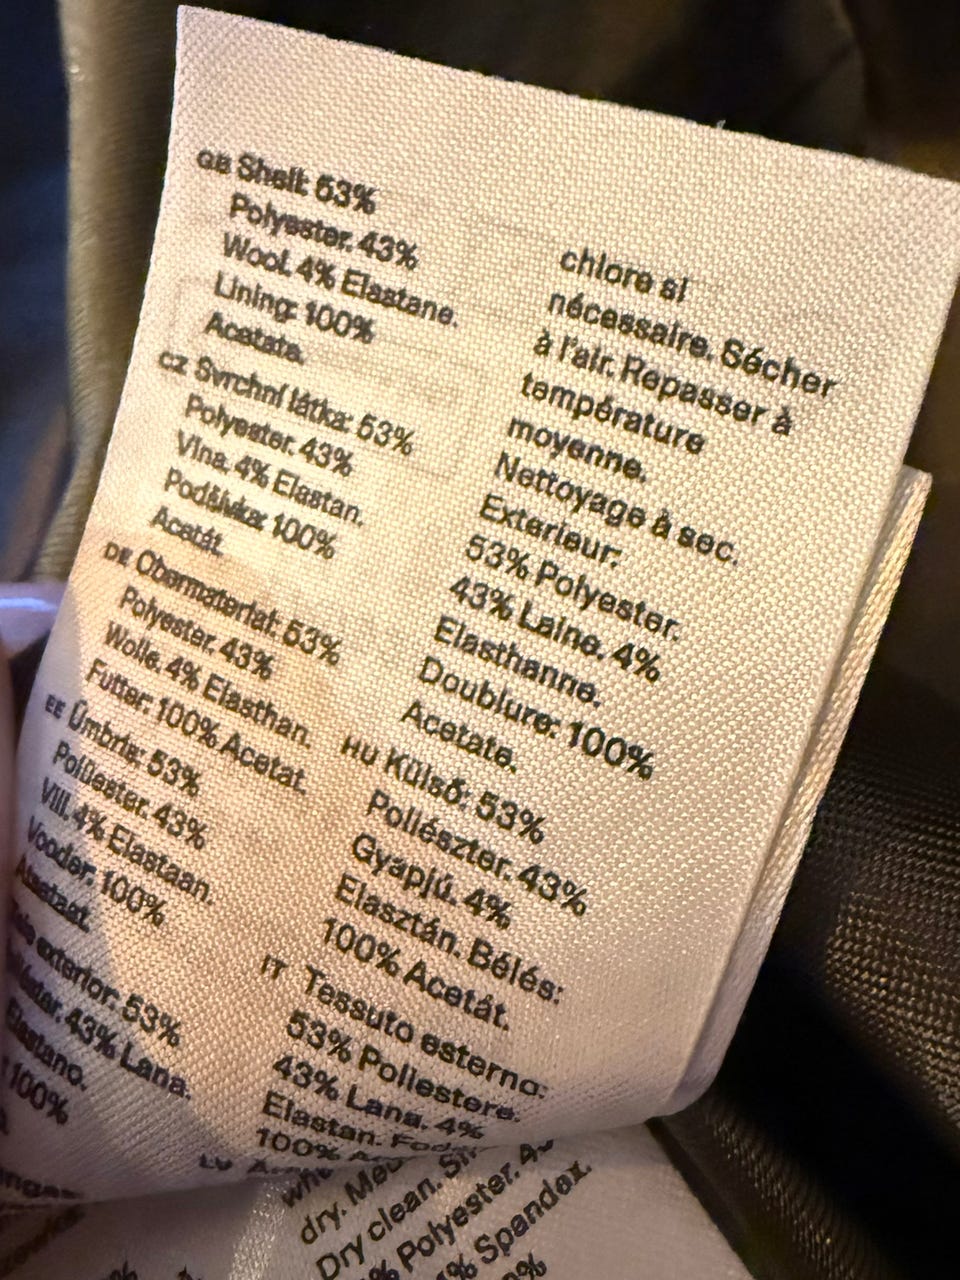 GB Shell: 53%
Polyester. 43%
Wool. 4% Elastane.
Lining: 100%
Acetate.
CZ Svrchní látka: 53%
Polyester. 43%
Vlna. 4% Elastan.
Podšívka: 100%
Acetát.
DE Obermaterial: 53%
Polyester. 43%
Wolle. 4% Elasthan.
Futter: 100% Acetat.
EE Ümbris: 53%
Polüester. 43%
Vill. 4% Elastaan.
Vooder: 100%
Atsetaat.
exterior: 53%
43% Lana.
Elastano.
100%
chlore si
nécessaire. Sécher
à l'air. Repasser à
température
moyenne.
Nettoyage à sec.
Exterieur:
53% Polyester.
43% Laine. 4%
Elasthanne.
Doublure: 100%
Acetate.
HU Külső: 53%
Poliészter. 43%
Gyapjú. 4%
Elasztán. Bélés:
100% Acetát.
IT Tessuto esterno:
53% Poliestere.
43% Lana. 4%
Elastan.
100%
LV
dry.
Dry clean.
% Polyester.
% Spandex.